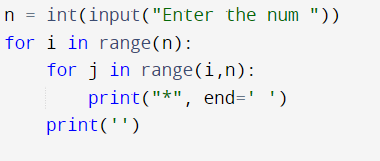 n = int(input("Enter the num "))
for i in range(n):
    for j in range(i,n):
        print("*", end=' ')
    print('')